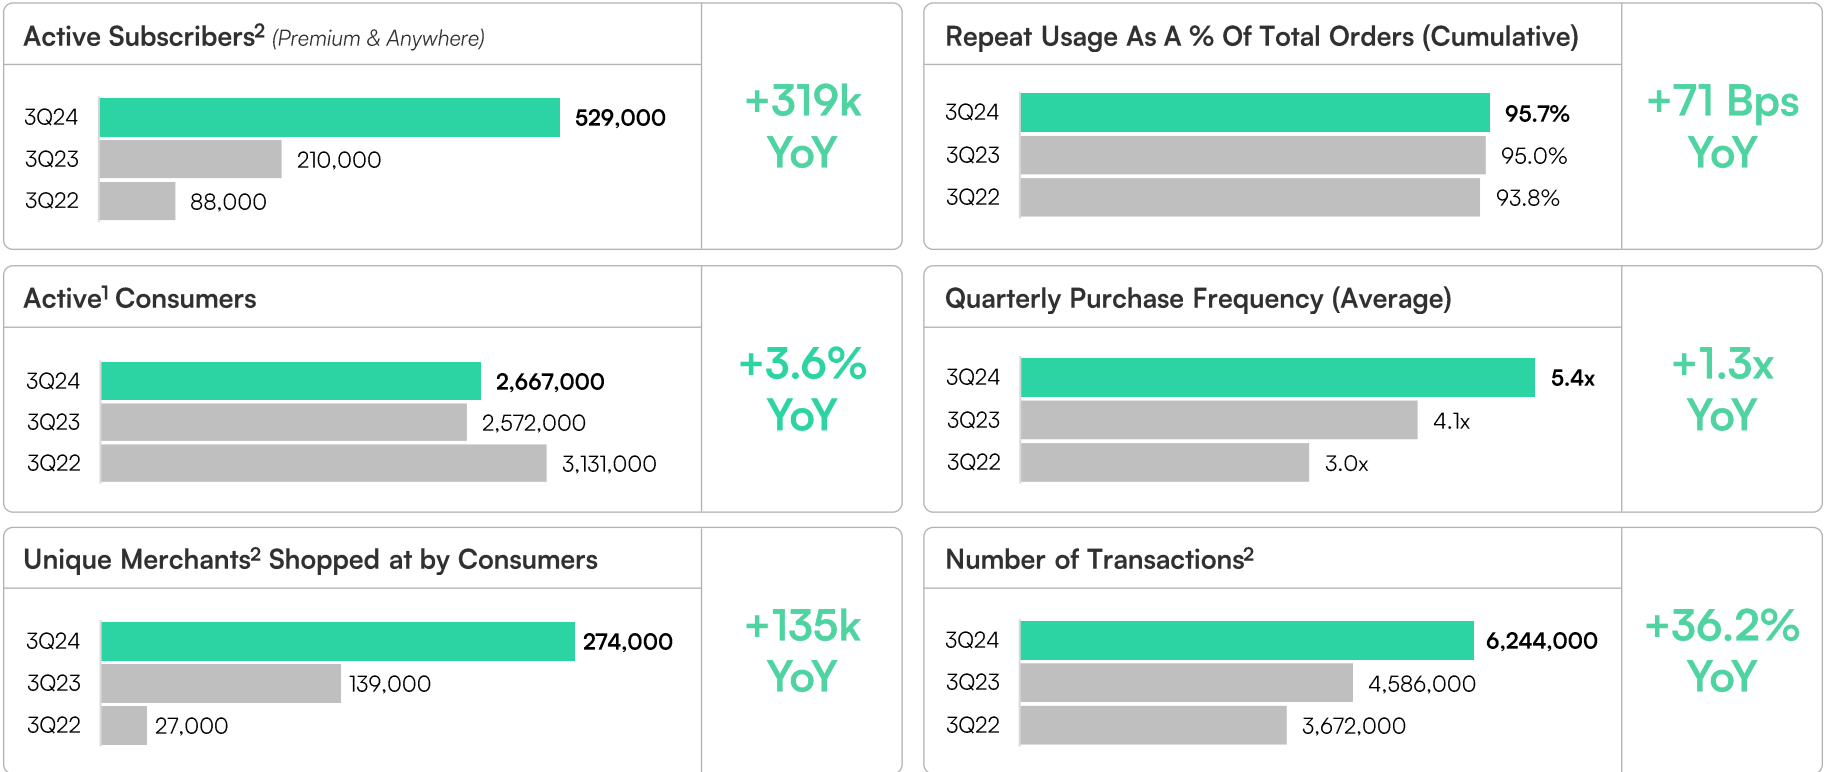 Active Subscribers² (Premium & Anywhere)
3Q24 529,000
3Q23 210,000
3Q22 88,000
+319k
YoY
Repeat Usage As A % Of Total Orders (Cumulative)
3Q24 95.7%
3Q23 95.0%
3Q22 93.8%
+71 Bps
YoY
Active¹ Consumers
3Q24 2,667,000
3Q23 2,572,000
3Q22 3,131,000
+3.6%
YoY
Quarterly Purchase Frequency (Average)
3Q24 5.4x
3Q23 4.1x
3Q22 3.0x
+1.3x
YoY
Unique Merchants² Shopped at by Consumers
3Q24 274,000
3Q23 139,000
3Q22 27,000
+135k
YoY
Number of Transactions²
3Q24 6,244,000
3Q23 4,586,000
3Q22 3,672,000
+36.2%
YoY